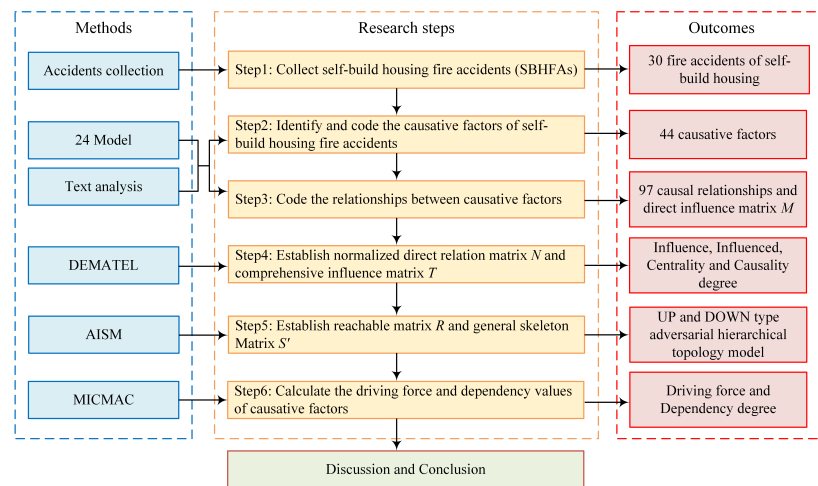 Methods
Research steps
Outcomes
Accidents collection
Step1: Collect self-build housing fire accidents (SBHFAs)
30 fire accidents of self-
build housing
24 Model
Text analysis
Step2: Identify and code the causative factors of self-
build housing fire accidents
44 causative factors
Step3: Code the relationships between causative factors
97 causal relationships and
direct influence matrix M
DEMATEL
Step4: Establish normalized direct relation matrix N and
comprehensive influence matrix T
Influence, Influenced,
Centrality and Causality
degree
AISM
Step5: Establish reachable matrix R and general skeleton
Matrix S'
UP and DOWN type
adversarial hierarchical
topology model
MICMAC
Step6: Calculate the driving force and dependency values
of causative factors
Driving force and
Dependency degree
Discussion and Conclusion